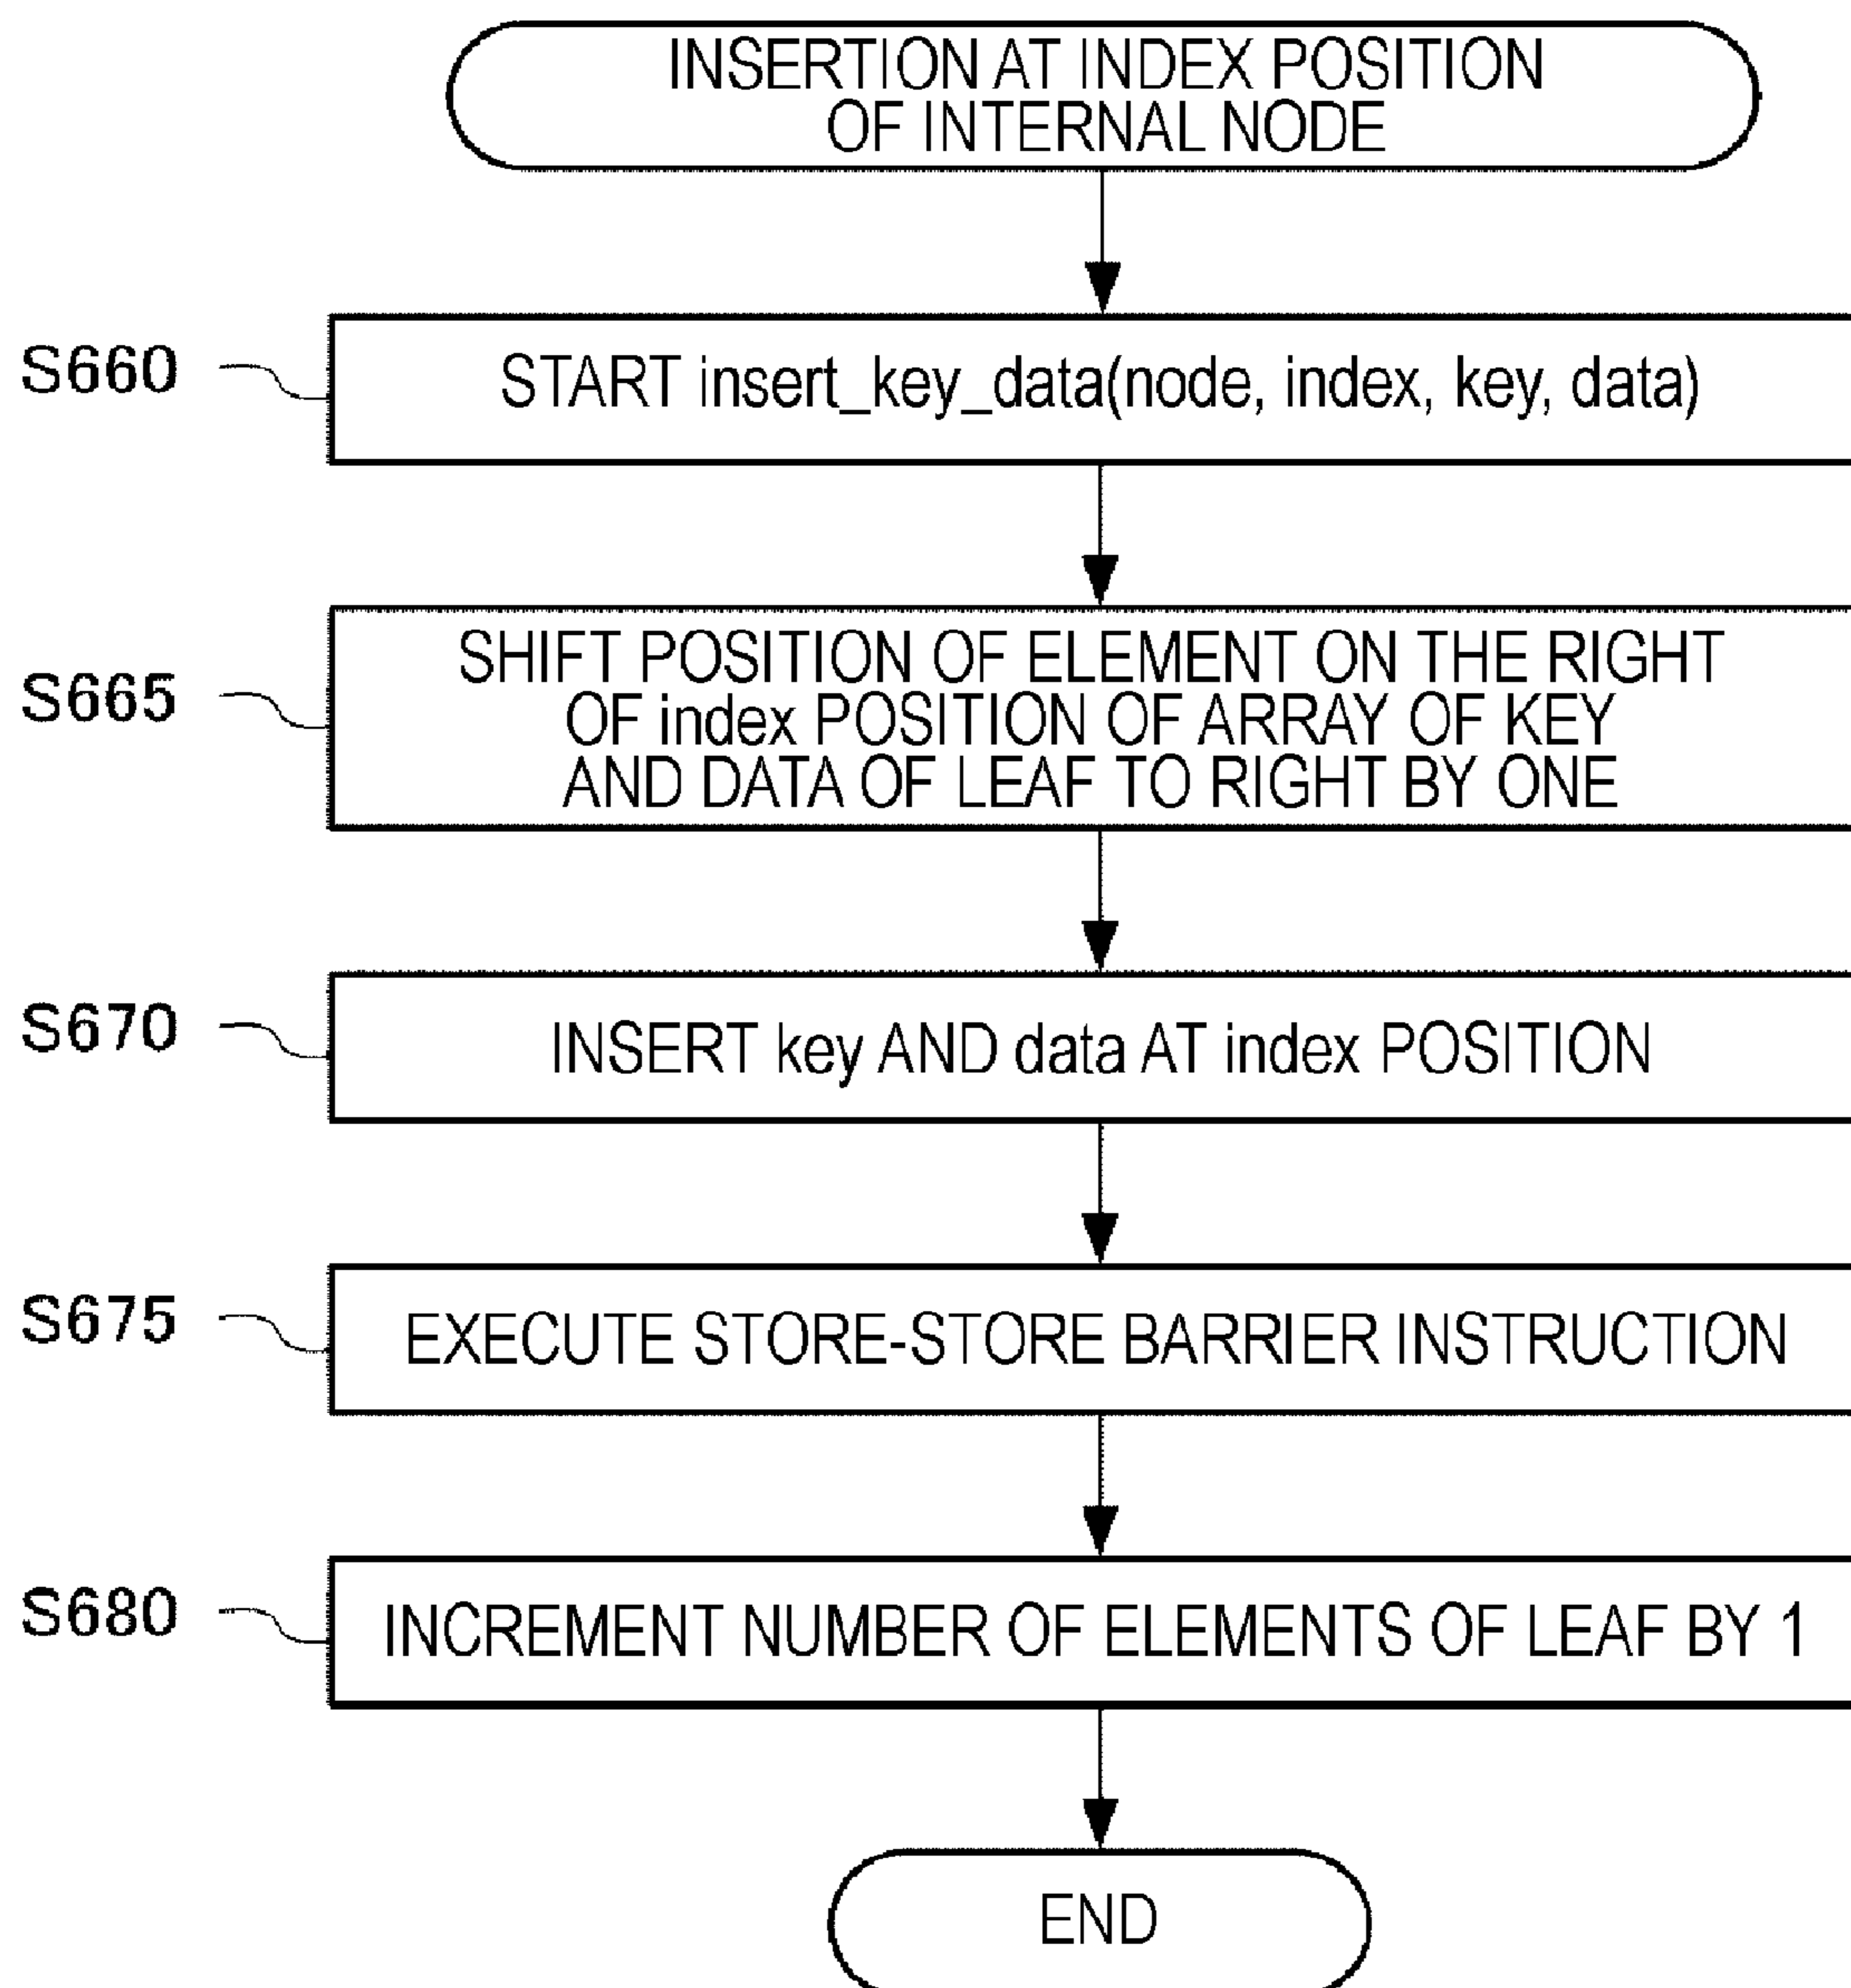 INSERTION AT INDEX POSITION
OF INTERNAL NODE
S660
START insert_key_data(node, index, key, data)
S665
SHIFT POSITION OF ELEMENT ON THE RIGHT
OF index POSITION OF ARRAY OF KEY
AND DATA OF LEAF TO RIGHT BY ONE
S670
INSERT key AND data AT index POSITION
S675
EXECUTE STORE-STORE BARRIER INSTRUCTION
S680
INCREMENT NUMBER OF ELEMENTS OF LEAF BY 1
END